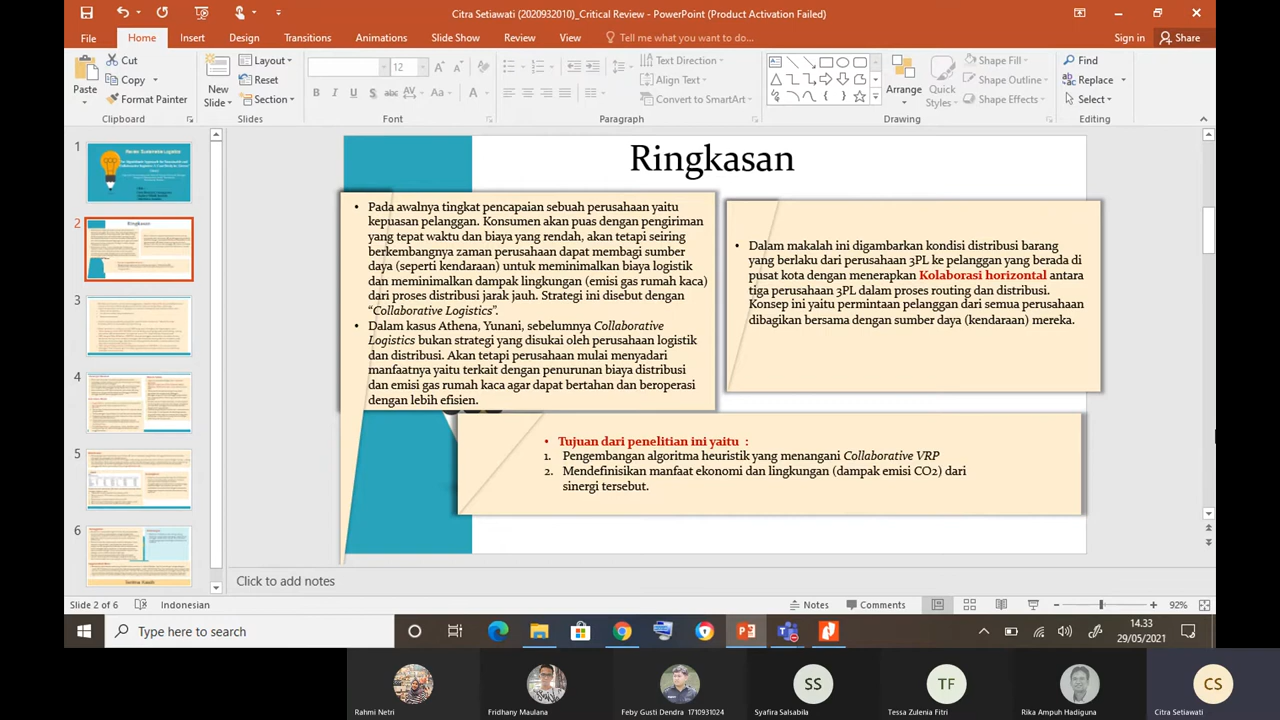 Citra Setiawati (2020932010)_Critical Review - PowerPoint (Product Activation Failed)
File
Home
Insert
Design
Transitions
Animations
Slide Show
Review
View
Tell me what you want to do...
Sign in
Share
Paste
Cut
Copy
Format Painter
Clipboard
New
Slide
Layout
Reset
Section
Slides
12
Font
Text Direction
Align Text
Convert to SmartArt
Paragraph
Arrange
Quick
Styles
Shape Fill
Shape Outline
Shape Effects
Drawing
Find
Replace
Select
Editing
1
2
3
4
5
6
Ringkasan
• Pada awalnya tingkat pencapaian sebuah perusahaan yaitu
kepuasan pelanggan. Konsumen akan puas dengan pengiriman
yang tepat waktu dan biaya yang rendah, akan tetapi seiring
berkembangnya zaman perusahaan dapat membagi sumber
daya (seperti kendaraan) untuk meminimalkan biaya logistik
dan meminimalkan dampak lingkungan (emisi gas rumah kaca)
dari proses distribusi jarak jauh. Strategi ini disebut dengan
“Collaborative Logistics”.
• Dalam kasus Athena, Yunani, sebelumnya Collaborative
Logistics bukan strategi yang disukai oleh perusahaan logistik
dan distribusi. Akan tetapi perusahaan mulai menyadari
manfaatnya yaitu terkait dengan penurunan biaya distribusi
dan emisi gas rumah kaca agar dapat bertahan dan beroperasi
dengan lebih efisien.
• Dalam makalah ini digambarkan kondisi distribusi barang
yang berlaku dari perusahaan 3PL ke pelanggan yang berada di
pusat kota dengan menerapkan Kolaborasi horizontal antara
tiga perusahaan 3PL dalam proses routing dan distribusi.
Konsep ini yaitu permintaan pelanggan dari semua perusahaan
dibagikan bersama dengan sumber daya (kendaraan) mereka.
• Tujuan dari penelitian ini yaitu :
Pengembangan algoritma heuristik yang menangani Collaborative VRP
2. Mendefinisikan manfaat ekonomi dan lingkungan (dampak emisi CO2) dari
sinergi tersebut.
Click to add notes
Slide 2 of 6
Indonesian
Notes
Comments
92%
Type here to search
14.33
29/05/2021
Rahmi Netri
Fridhany Maulana
Feby Gusti Dendra 1710931024
SS
Syafira Salsabila
TF
Tessa Zulenia Fitri
Rika Ampuh Hadiguna
CS
Citra Setiawati